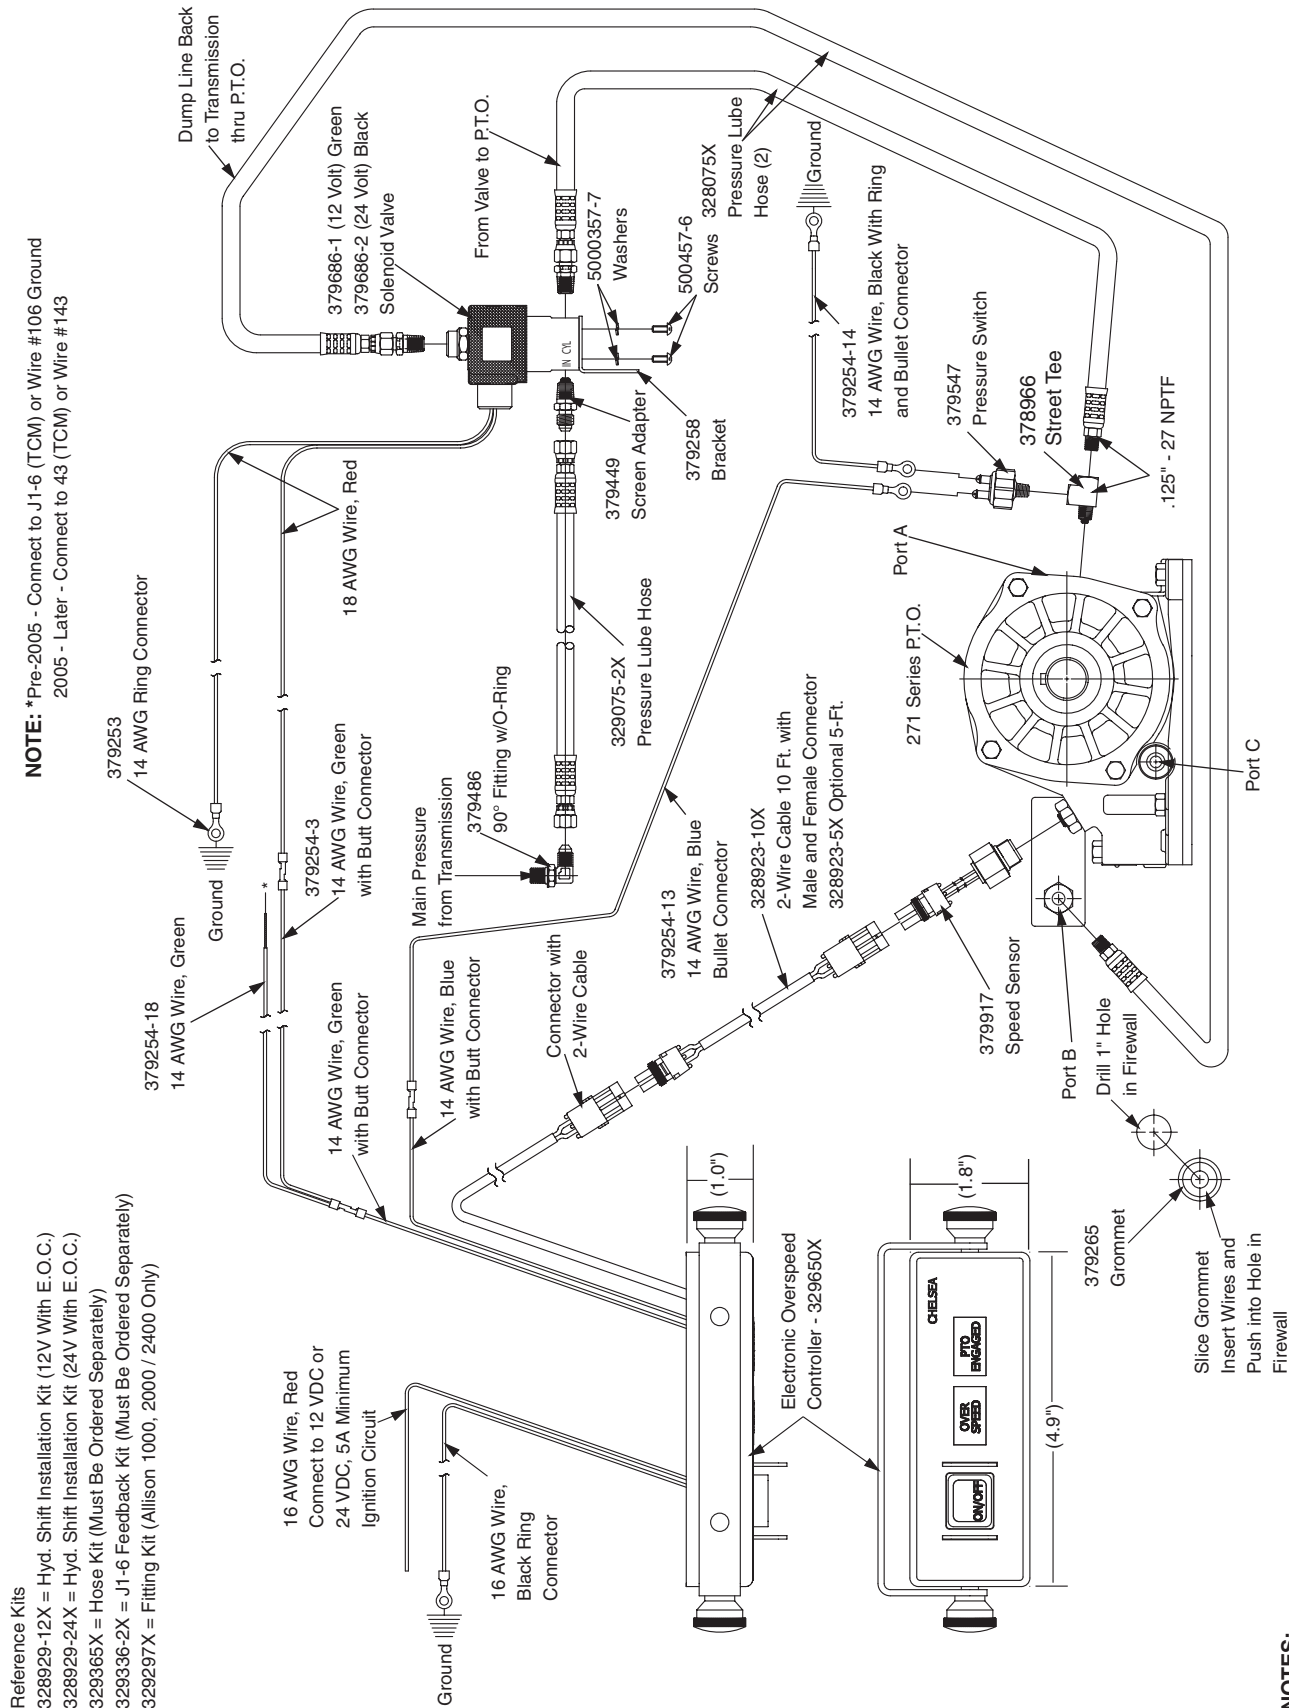 Reference Kits
328929-12X = Hyd. Shift Installation Kit (12V With E.O.C.)
328929-24X = Hyd. Shift Installation Kit (24V With E.O.C.)
329365X = Hose Kit (Must Be Ordered Separately)
329336-2X = J1-6 Feedback Kit (Must Be Ordered Separately)
329297X = Fitting Kit (Allison 1000, 2000 / 2400 Only)
NOTE: *Pre-2005 - Connect to J1-6 (TCM) or Wire #106 Ground
2005 - Later - Connect to 43 (TCM) or Wire #143
Dump Line Back
to Transmission
thru P.T.O.
379253
14 AWG Ring Connector
Ground
18 AWG Wire, Red
379686-1 (12 Volt) Green
379686-2 (24 Volt) Black
Solenoid Valve
From Valve to P.T.O.
379254-18
14 AWG Wire, Green
*
379254-3
14 AWG Wire, Green
with Butt Connector
14 AWG Wire, Green
with Butt Connector
14 AWG Wire, Blue
with Butt Connector
Main Pressure
from Transmission
379486
90° Fitting w/O-Ring
329075-2X
Pressure Lube Hose
IN CYL
379449
Screen Adapter
379258
Bracket
5000357-7
Washers
500457-6
Screws
328075X
Pressure Lube
Hose (2)
Ground
379254-14
14 AWG Wire, Black With Ring
and Bullet Connector
379547
Pressure Switch
378966
Street Tee
.125" - 27 NPTF
16 AWG Wire, Red
Connect to 12 VDC or
24 VDC, 5A Minimum
Ignition Circuit
16 AWG Wire,
Black Ring
Connector
Ground
Connector with
2-Wire Cable
379254-13
14 AWG Wire, Blue
Bullet Connector
328923-10X
2-Wire Cable 10 Ft. with
Male and Female Connector
328923-5X Optional 5-Ft.
379917
Speed Sensor
271 Series P.T.O.
Port A
Port B
Port C
(1.0")
Electronic Overspeed
Controller - 329650X
CHELSEA
ON/OFF
OVER
SPEED
PTO
ENGAGED
(1.8")
(4.9")
Drill 1" Hole
in Firewall
379265
Grommet
Slice Grommet
Insert Wires and
Push into Hole in
Firewall
NOTES: